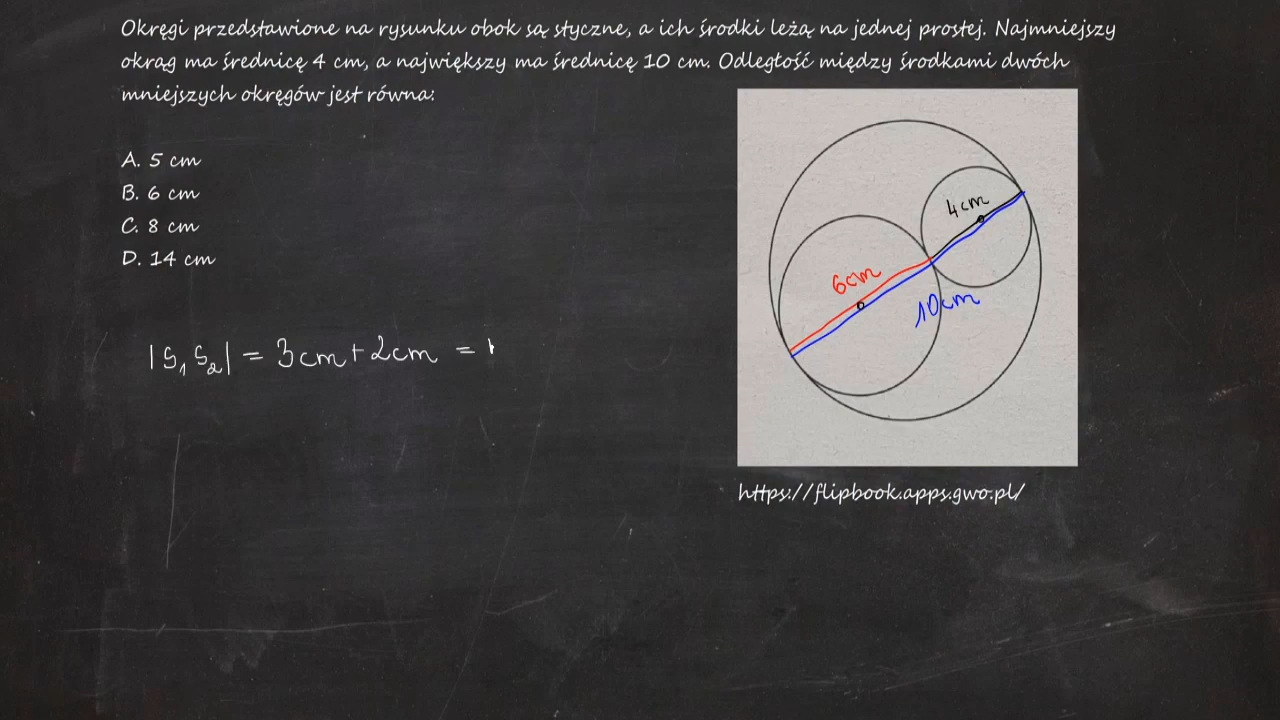 Okręgi przedstawione na rysunku obok są styczne, a ich środki leżą na jednej prostej. Najmniejszy
okrąg ma średnicę 4 cm, a największy ma średnicę 10 cm. Odległość między środkami dwóch
mniejszych okręgów jest równa:
A. 5 cm
B. 6 cm
C. 8 cm
D. 14 cm
4cm
6cm
10cm
|S₁S₂| = 3cm+2cm =
https://flipbook.apps.gwo.pl/